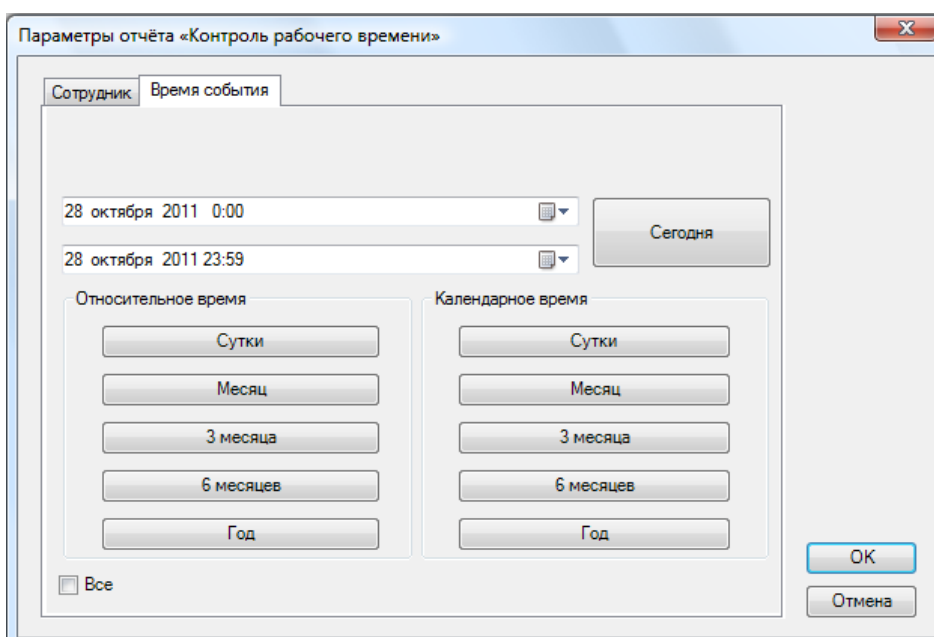 Параметры отчёта «Контроль рабочего времени»
Сотрудник Время события
28 октября 2011 0:00
Сегодня
28 октября 2011 23:59
Относительное время Календарное время
Сутки Сутки
Месяц Месяц
3 месяца 3 месяца
6 месяцев 6 месяцев
Год Год
Все
OK
Отмена